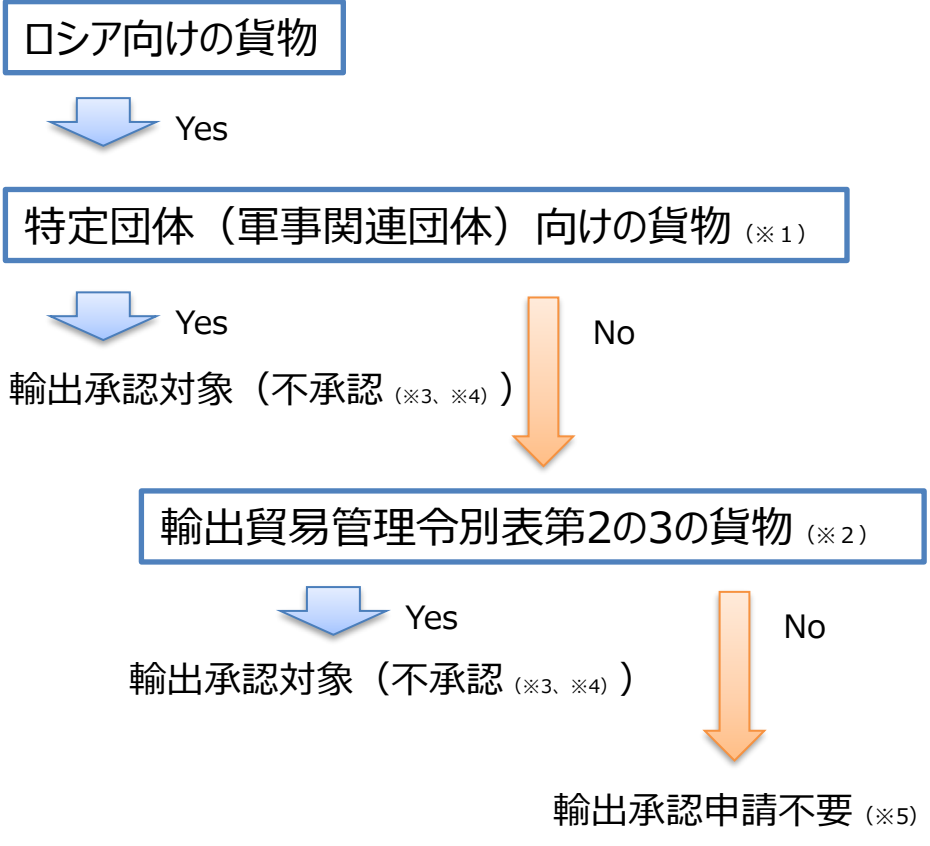 ロシア向けの貨物
Yes
特定団体（軍事関連団体）向けの貨物（※１）
Yes
No
輸出承認対象（不承認（※3、※4））
輸出貿易管理令別表第2の3の貨物（※２）
Yes
No
輸出承認対象（不承認（※3、※4））
輸出承認申請不要（※5）